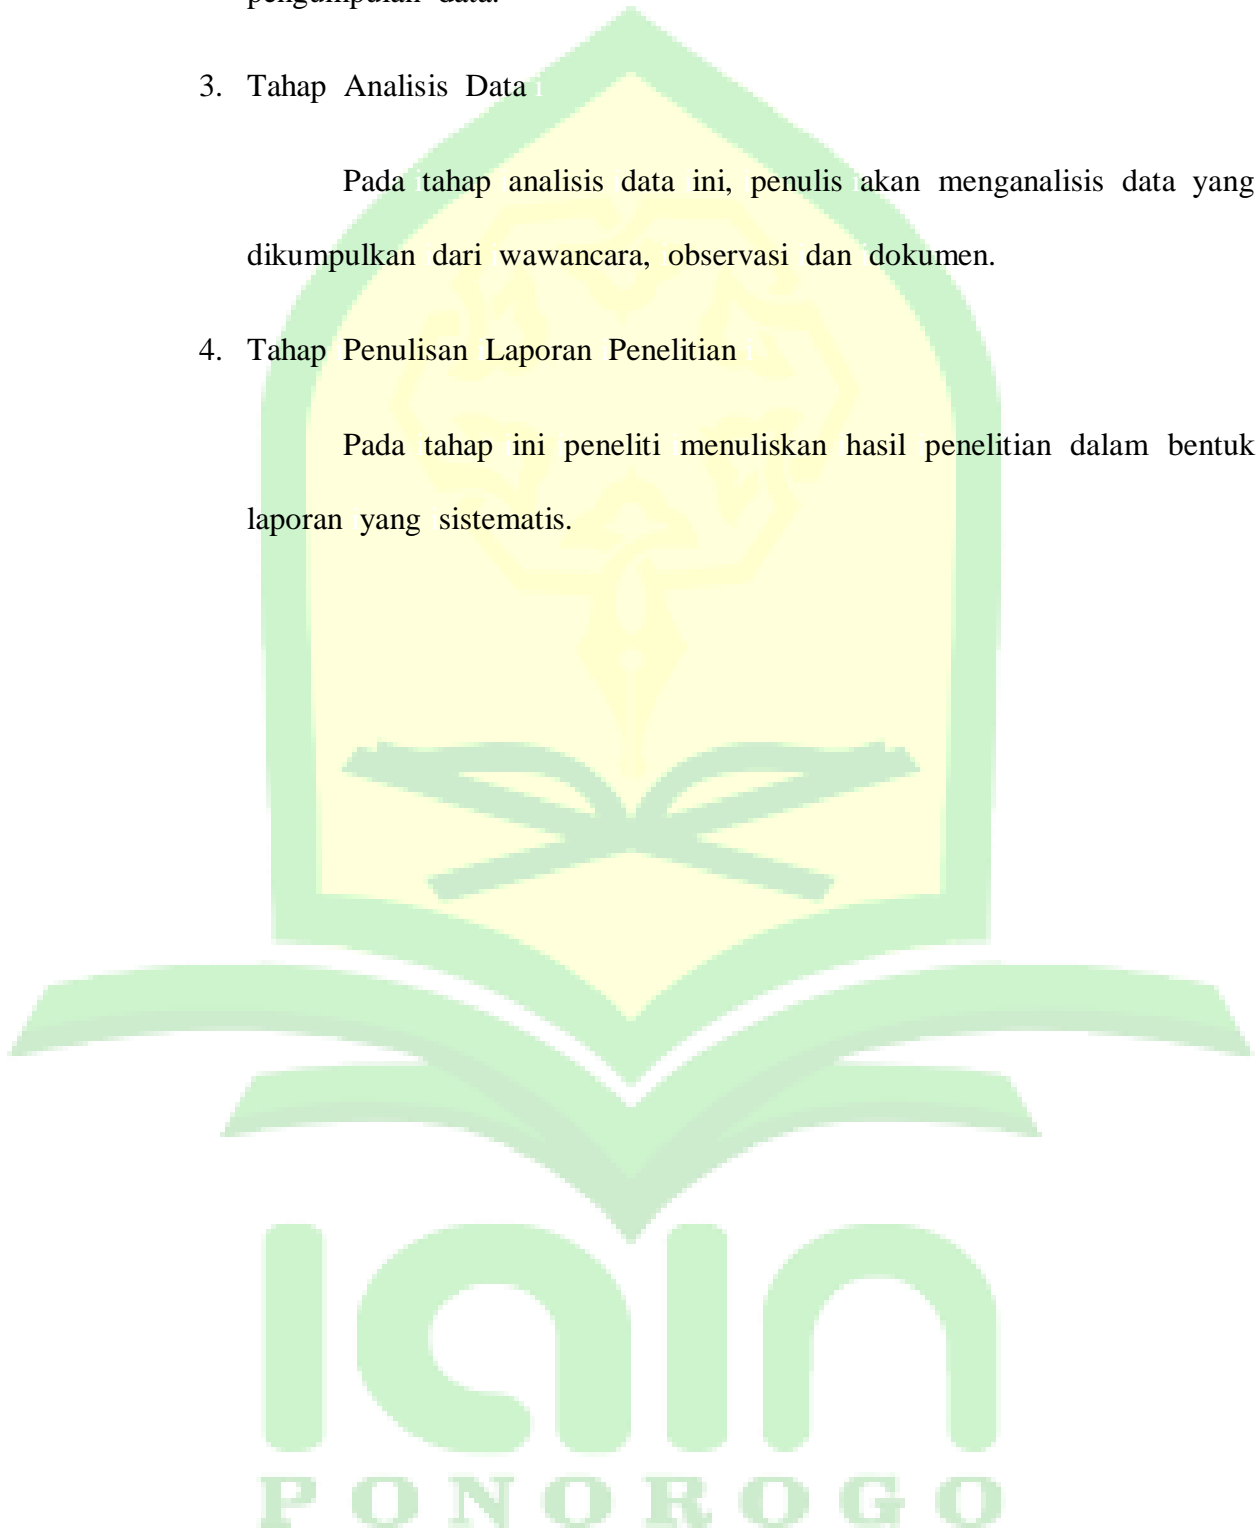 pengumpulan data.
3. Tahap Analisis Data
Pada tahap analisis data ini, penulis akan menganalisis data yang
dikumpulkan dari wawancara, observasi dan dokumen.
4. Tahap Penulisan Laporan Penelitian
Pada tahap ini peneliti menuliskan hasil penelitian dalam bentuk
laporan yang sistematis.
iain
PONOROGO